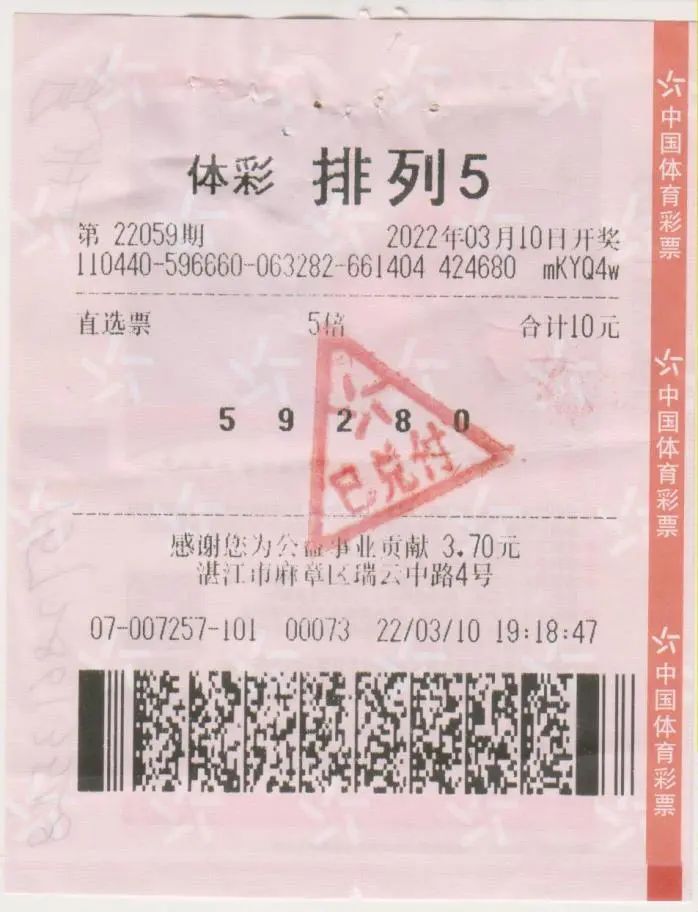 体彩 排列5
第 22059期 2022年03月10日开奖
110440-596660-063282-661404 424680 mKYQ4w
直选票 5倍 合计10元
5 9 2 8 0
已兑付
感谢您为公益事业贡献 3.70元
湛江市麻章区瑞云中路4号
07-007257-101 00073 22/03/10 19:18:47
中国体育彩票
中国体育彩票
中国体育彩票